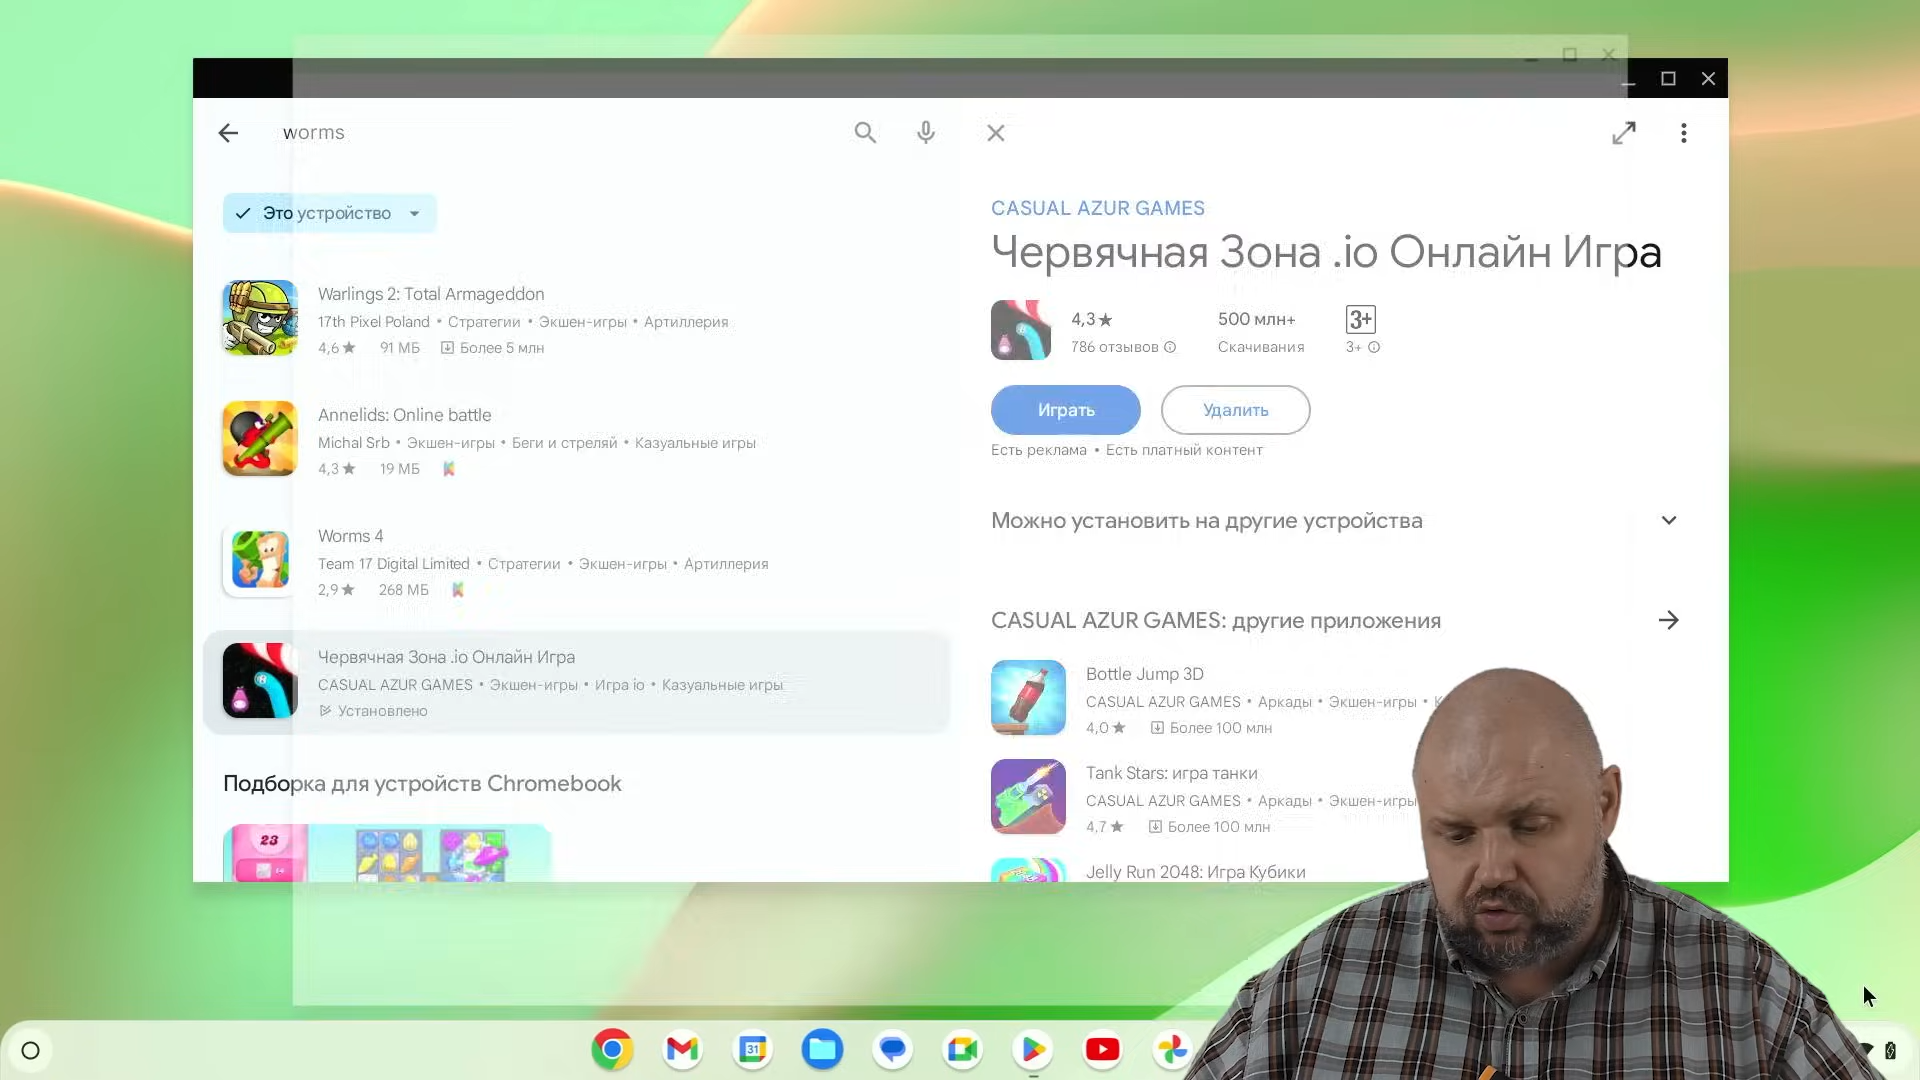 worms
Это устройство
Warlings 2: Total Armageddon
17th Pixel Poland • Стратегии • Экшен-игры • Артиллерия
4,6★ 91 МБ Более 5 млн
Annelids: Online battle
Michal Srb • Экшен-игры • Беги и стреляй • Казуальные игры
4,3★ 19 МБ
Worms 4
Team 17 Digital Limited • Стратегии • Экшен-игры • Артиллерия
2,9★ 268 МБ
Червячная Зона .io Онлайн Игра
CASUAL AZUR GAMES • Экшен-игры • Игра io • Казуальные игры
Установлено
Подборка для устройств Chromebook
23
CASUAL AZUR GAMES
Червячная Зона .io Онлайн Игра
4,3★ 500 млн+ 3+
786 отзывов Скачивания 3+
Играть Удалить
Есть реклама • Есть платный контент
Можно установить на другие устройства
CASUAL AZUR GAMES: другие приложения
Bottle Jump 3D
CASUAL AZUR GAMES • Аркады • Экшен-игры •
4,0★ Более 100 млн
Tank Stars: игра танки
CASUAL AZUR GAMES • Аркады • Экшен-игры
4,7★ Более 100 млн
Jelly Run 2048: Игра Кубики
31